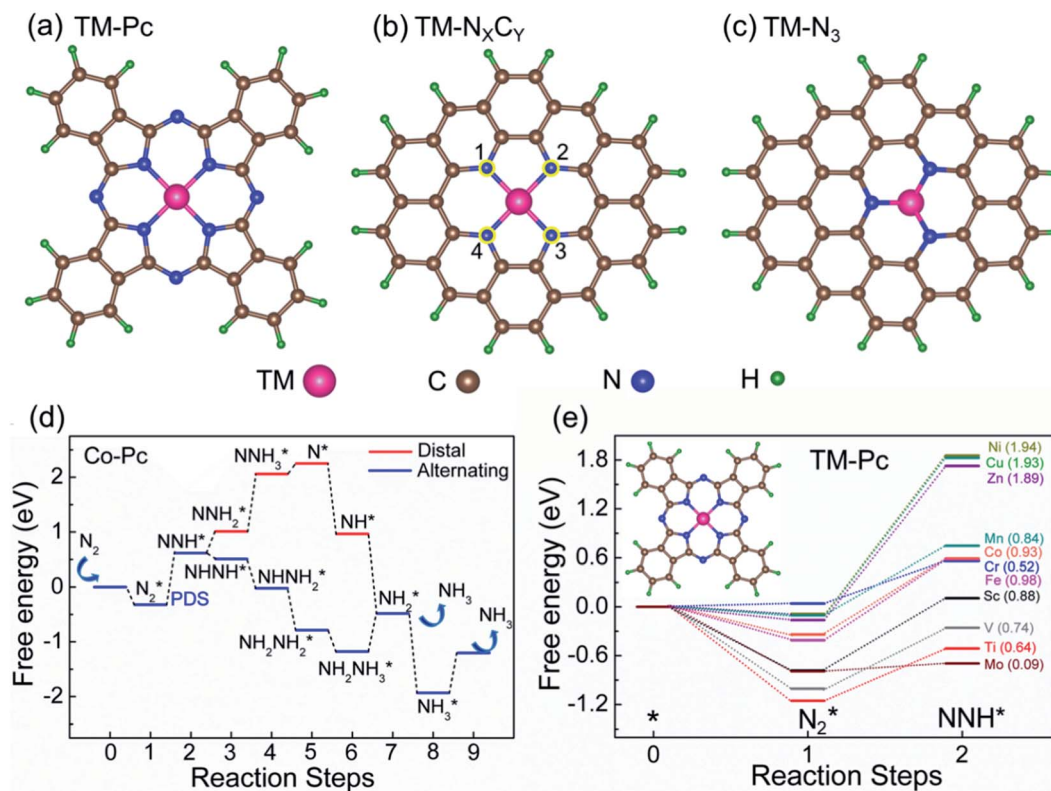 (a) TM-Pc
(b) TM-NXCY
(c) TM-N3
1 2
4 3
TM C N H
(d)
Co-Pc
Distal
Alternating
Free energy (eV)
2
1
0
-1
-2
N2
N2*
PDS
NNH*
NNH2*
NHNH*
NNH3*
NHNH2*
N*
NH2NH2*
NH*
NH2NH3*
NH2*
NH3
NH3*
NH3
0 1 2 3 4 5 6 7 8 9
Reaction Steps
(e)
TM-Pc
Free energy (eV)
1.8
1.2
0.6
0.0
-0.6
-1.2
Ni (1.94)
Cu (1.93)
Zn (1.89)
Mn (0.84)
Co (0.93)
Cr (0.52)
Fe (0.98)
Sc (0.88)
V (0.74)
Ti (0.64)
Mo (0.09)
* N2* NNH*
0 1 2
Reaction Steps